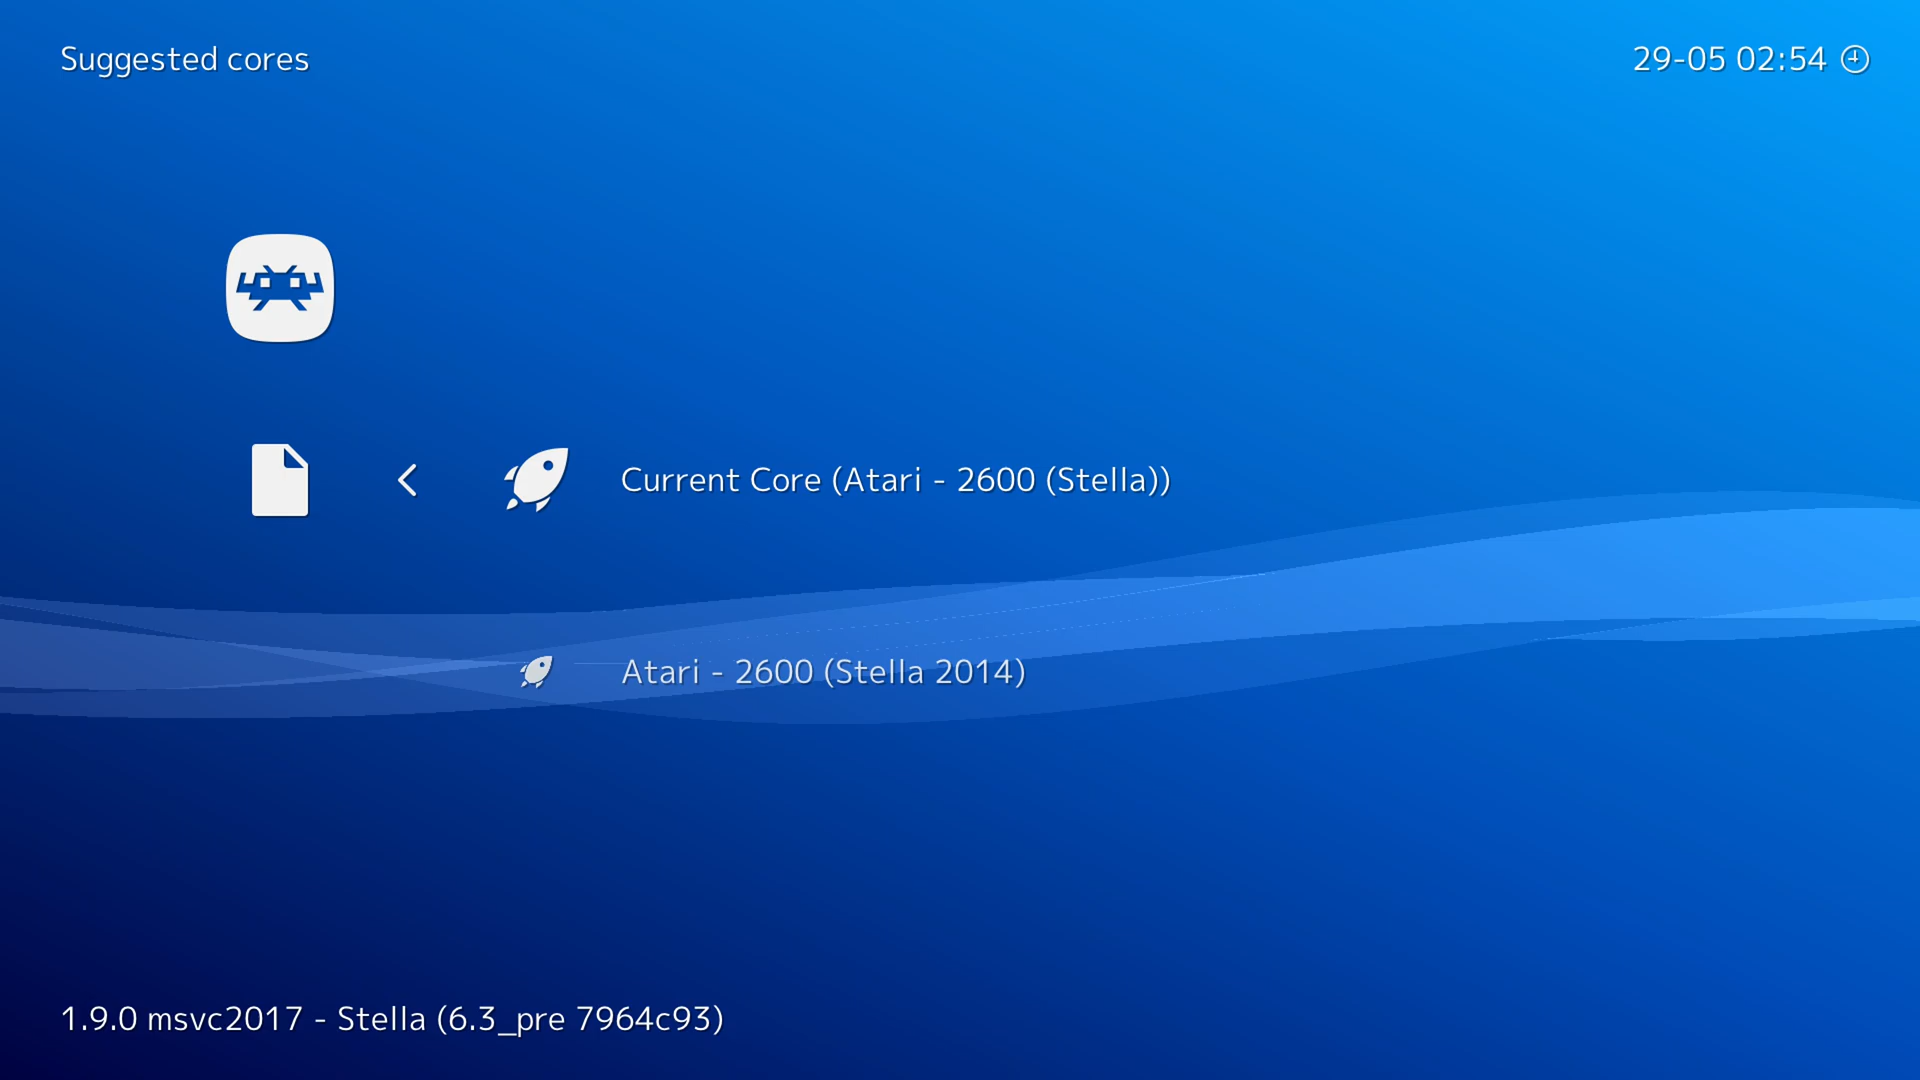 Suggested cores
29-05 02:54
Current Core (Atari - 2600 (Stella))
Atari - 2600 (Stella 2014)
1.9.0 msvc2017 - Stella (6.3_pre 7964c93)